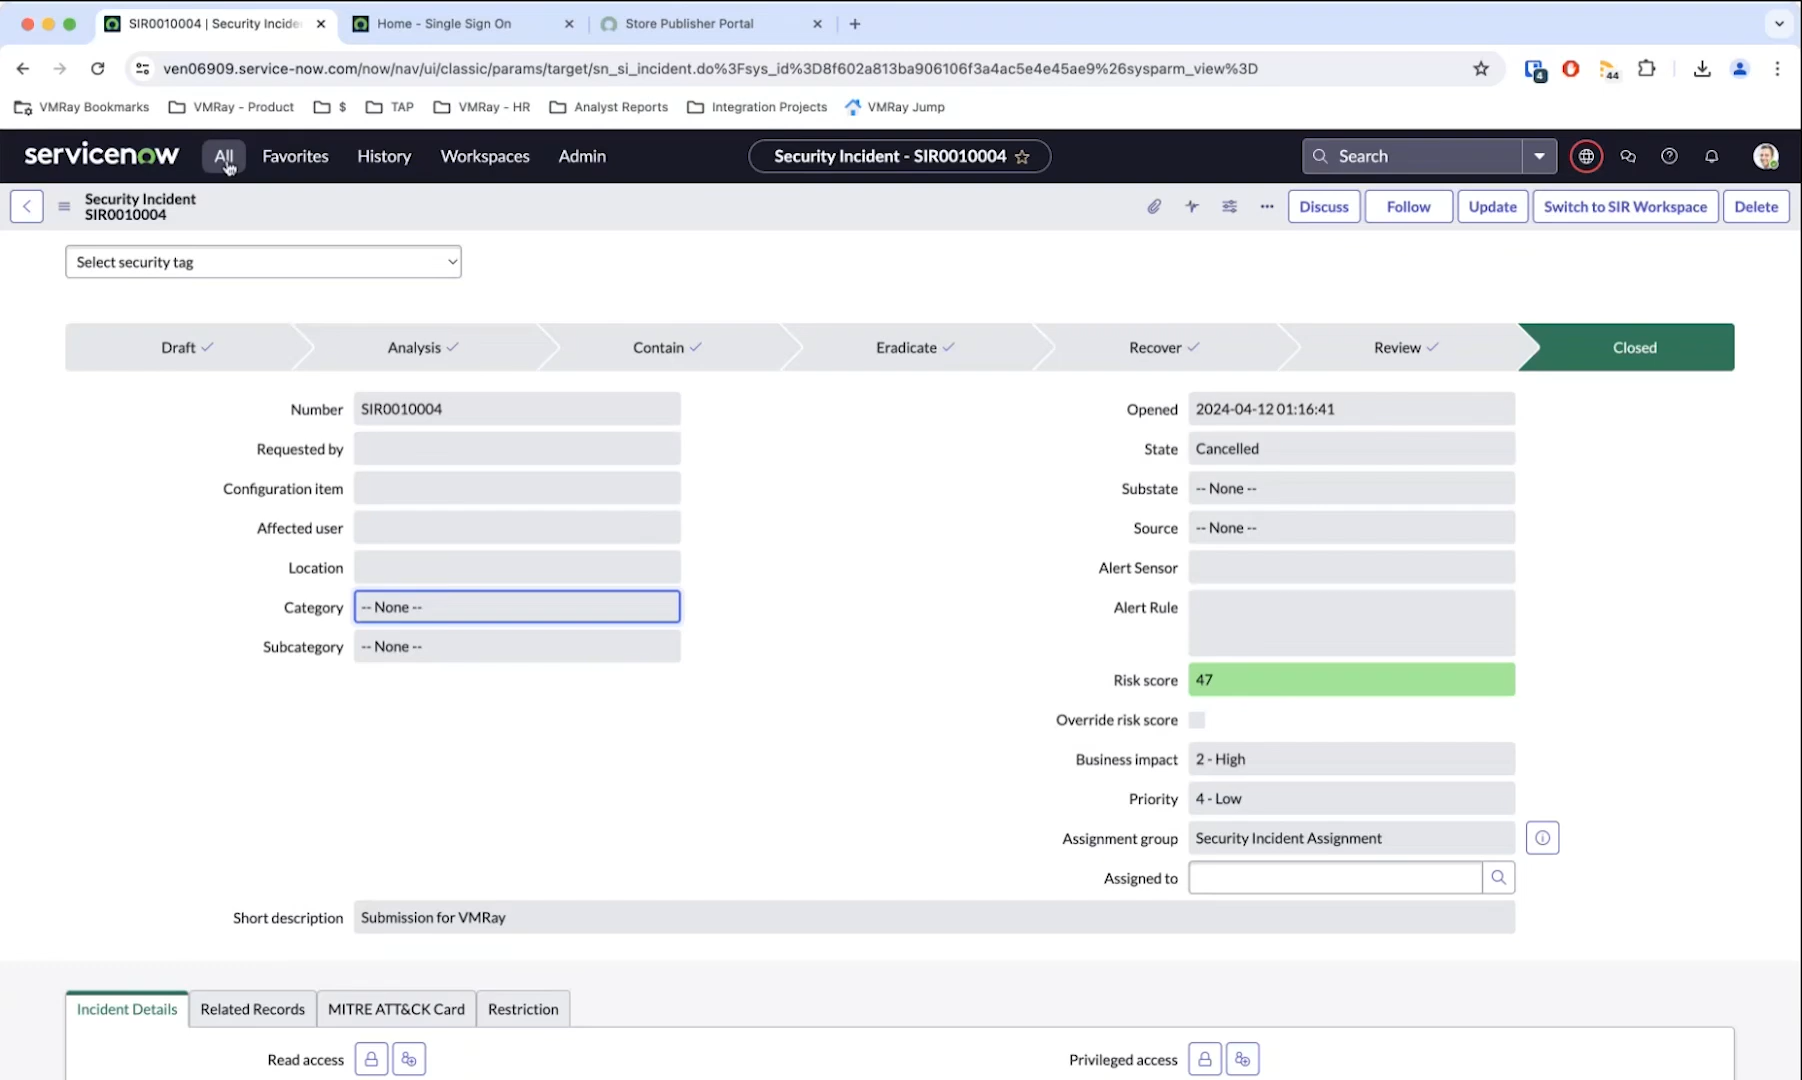 SIR0010004 | Security Incide
Home - Single Sign On
Store Publisher Portal
ven06909.service-now.com/now/nav/ui/classic/params/target/sn_si_incident.do%3Fsys_id%3D8f602a813ba906106f3a4ac5e4e45ae9%26sysparm_view%3D
4
44
VMRay Bookmarks
VMRay - Product
$
TAP
VMRay - HR
Analyst Reports
Integration Projects
VMRay Jump
servicenow
All
Favorites
History
Workspaces
Admin
Security Incident - SIR0010004
Search
Security Incident
SIR0010004
Discuss
Follow
Update
Switch to SIR Workspace
Delete
Select security tag
Draft
Analysis
Contain
Eradicate
Recover
Review
Closed
Number SIR0010004
Requested by
Configuration item
Affected user
Location
Category -- None --
Subcategory -- None --
Opened 2024-04-12 01:16:41
State Cancelled
Substate -- None --
Source -- None --
Alert Sensor
Alert Rule
Risk score 47
Override risk score
Business impact 2 - High
Priority 4 - Low
Assignment group Security Incident Assignment
Assigned to
Short description Submission for VMRay
Incident Details
Related Records
MITRE ATT&CK Card
Restriction
Read access
Privileged access